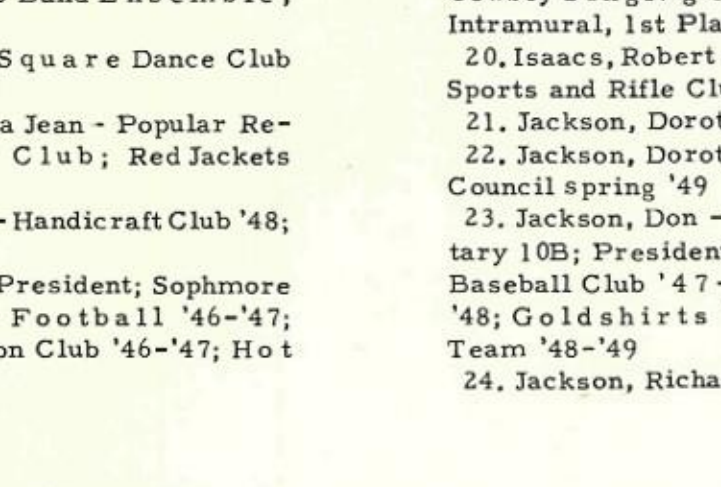 Square Dance Club
a Jean - Popular Re-
Club; Red Jackets
- Handicraft Club '48;
President; Sophmore
Football '46-'47;
on Club '46-'47; Hot
Intramural, 1st Pla
20. Isaacs, Robert
Sports and Rifle Cl
21. Jackson, Dorot
22. Jackson, Dorot
Council spring '49
23. Jackson, Don -
tary 10B; President
Baseball Club '47-
'48; Goldshirts
Team '48-'49
24. Jackson, Richa